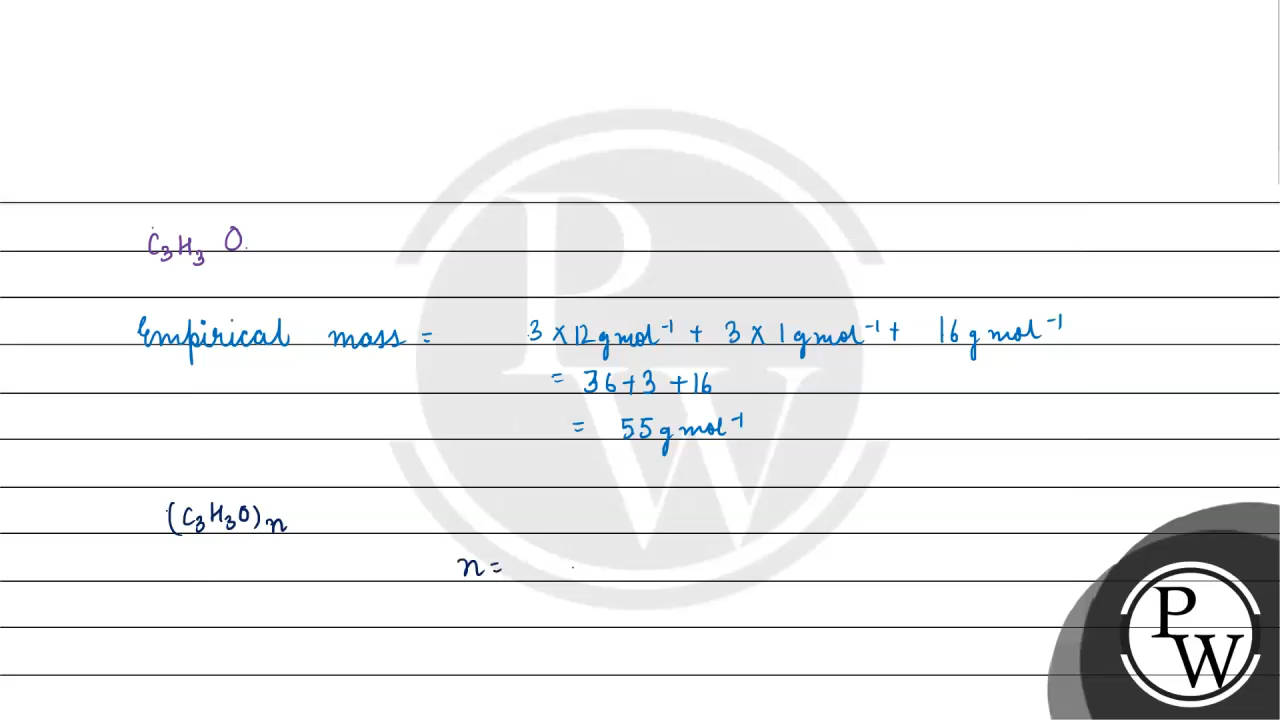 C₃H₃ O.
Empirical mass = 3 × 12 g mol⁻¹ + 3 × 1 g mol⁻¹ + 16 g mol⁻¹
= 36 + 3 + 16
= 55 g mol⁻¹
(C₃H₃O)n
n =
P
W
P
W